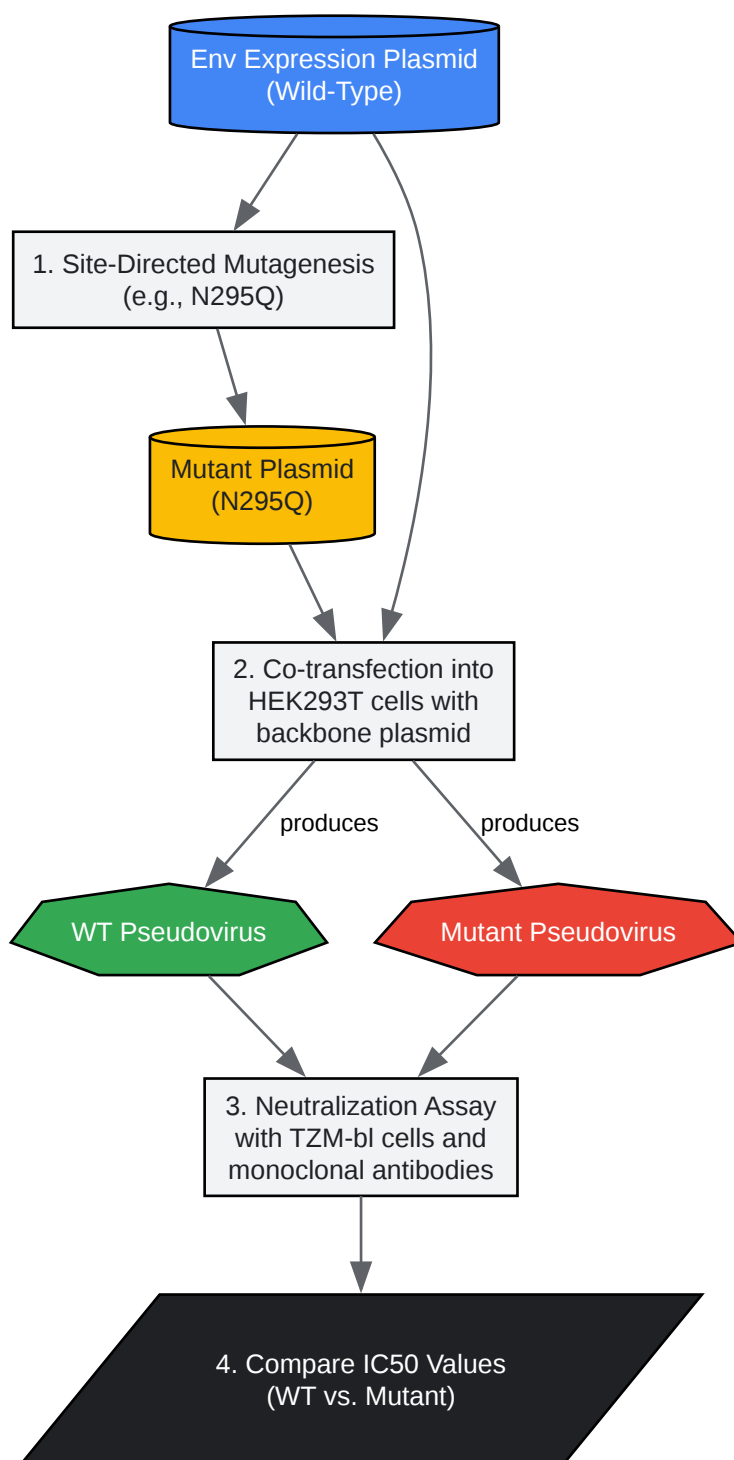 Env Expression Plasmid
(Wild-Type)
1. Site-Directed Mutagenesis
(e.g., N295Q)
Mutant Plasmid
(N295Q)
2. Co-transfection into
HEK293T cells with
backbone plasmid
produces
produces
WT Pseudovirus
Mutant Pseudovirus
3. Neutralization Assay
with TZM-bl cells and
monoclonal antibodies
4. Compare IC50 Values
(WT vs. Mutant)